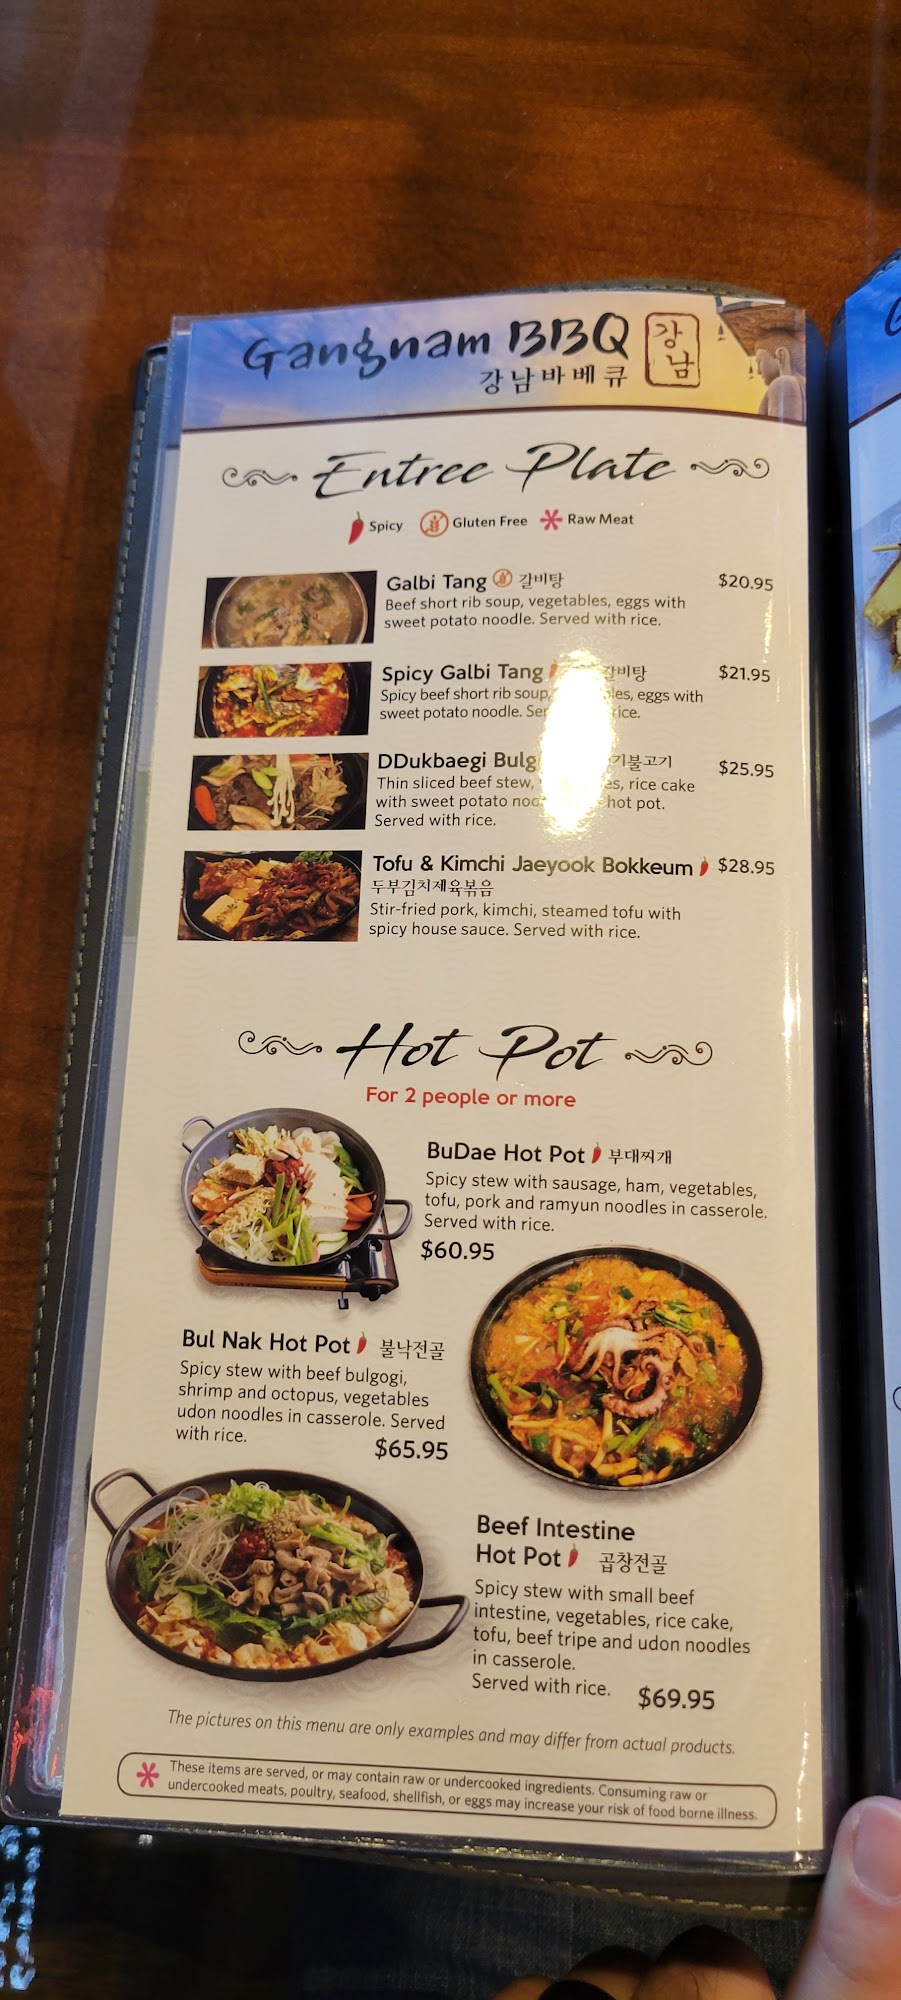 Gangnam BBQ
강남바베큐
강남
Entree Plate
Spicy Gluten Free Raw Meat
Galbi Tang 갈비탕 $20.95
Beef short rib soup, vegetables, eggs with
sweet potato noodle. Served with rice.
Spicy Galbi Tang 갈비탕 $21.95
Spicy beef short rib soup, eggs with
sweet potato noodle. rice.
DDukbaegi 불고기 $25.95
Thin sliced beef stew, rice cake
with sweet potato hot pot.
Served with rice.
Tofu & Kimchi Jaeyook Bokkeum $28.95
두부김치제육볶음
Stir-fried pork, kimchi, steamed tofu with
spicy house sauce. Served with rice.
Hot Pot
For 2 people or more
BuDae Hot Pot 부대찌개
Spicy stew with sausage, ham, vegetables,
tofu, pork and ramyun noodles in casserole.
Served with rice.
$60.95
Bul Nak Hot Pot 불낙전골
Spicy stew with beef bulgogi,
shrimp and octopus, vegetables
udon noodles in casserole. Served
with rice.
$65.95
Beef Intestine
Hot Pot 곱창전골
Spicy stew with small beef
intestine, vegetables, rice cake,
tofu, beef tripe and udon noodles
in casserole.
Served with rice. $69.95
The pictures on this menu are only examples and may differ from actual products.
These items are served, or may contain raw or undercooked ingredients. Consuming raw or
undercooked meats, poultry, seafood, shellfish, or eggs may increase your risk of food borne illness.